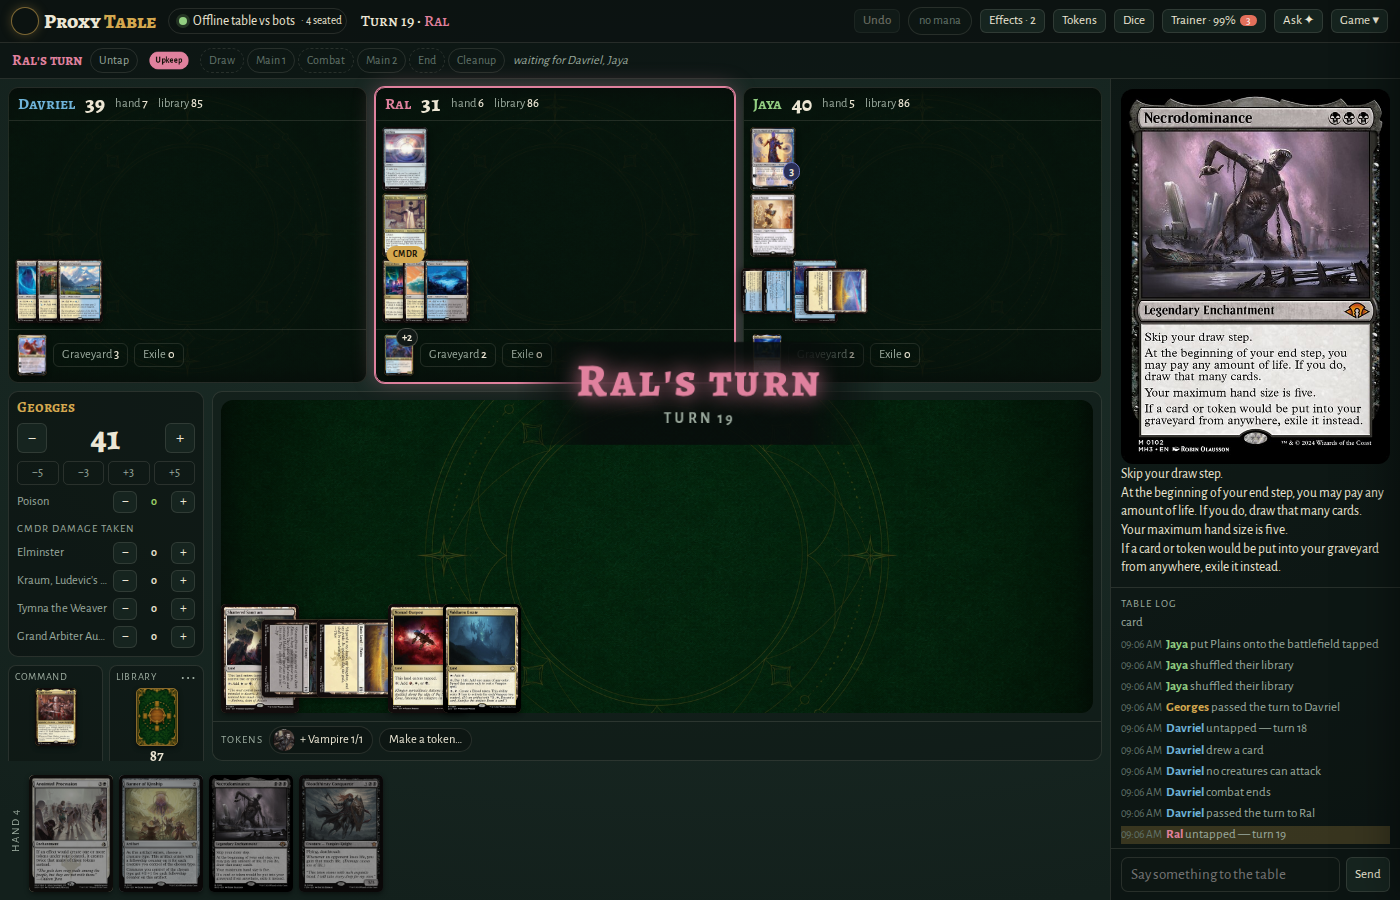 Proxy Table
Offline table vs bots · 4 seated
Turn 19 · Ral
Undo
no mana
Effects · 2
Tokens
Dice
Trainer · 99% 3
Ask ✦
Game ▾
Ral's turn
Untap
Upkeep
Draw
Main 1
Combat
Main 2
End
Cleanup
waiting for Davriel, Jaya
Davriel 39 hand 7 library 85
Graveyard 3
Exile 0
Ral 31 hand 6 library 86
CMDR
+2
Graveyard 2
Exile 0
Jaya 40 hand 5 library 86
3
Graveyard 2
Exile 0
Ral's turn
TURN 19
Georges
− 41 +
−5 −3 +3 +5
Poison − 0 +
CMDR DAMAGE TAKEN
Elminster − 0 +
Kraum, Ludevic's ... − 0 +
Tymna the Weaver − 0 +
Grand Arbiter Au... − 0 +
COMMAND
LIBRARY ...
87
TOKENS
+ Vampire 1/1
Make a token...
HAND 4
Necrodominance
Necrodominance
Legendary Enchantment
Skip your draw step.
At the beginning of your end step, you
may pay any amount of life. If you do,
draw that many cards.
Your maximum hand size is five.
If a card or token would be put into your
graveyard from anywhere, exile it instead.
M 0102
MH3 • EN Robin Olausson
™ & © 2024 Wizards of the Coast
Skip your draw step.
At the beginning of your end step, you may pay any
amount of life. If you do, draw that many cards.
Your maximum hand size is five.
If a card or token would be put into your graveyard
from anywhere, exile it instead.
TABLE LOG
card
09:06 AM Jaya put Plains onto the battlefield tapped
09:06 AM Jaya shuffled their library
09:06 AM Jaya shuffled their library
09:06 AM Georges passed the turn to Davriel
09:06 AM Davriel untapped — turn 18
09:06 AM Davriel drew a card
09:06 AM Davriel no creatures can attack
09:06 AM Davriel combat ends
09:06 AM Davriel passed the turn to Ral
09:06 AM Ral untapped — turn 19
Say something to the table
Send